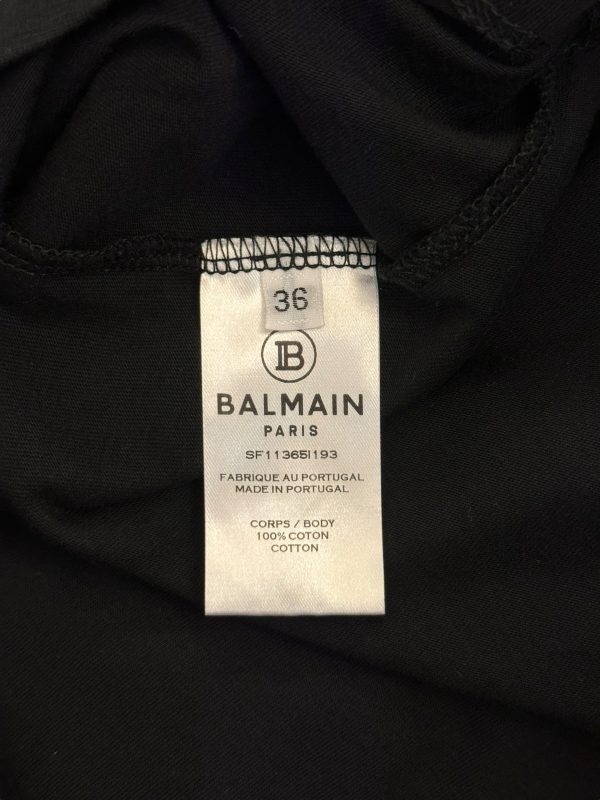 36
B
BALMAIN
PARIS
SF11365I193
FABRIQUE AU PORTUGAL
MADE IN PORTUGAL
CORPS / BODY
100% COTON
COTTON